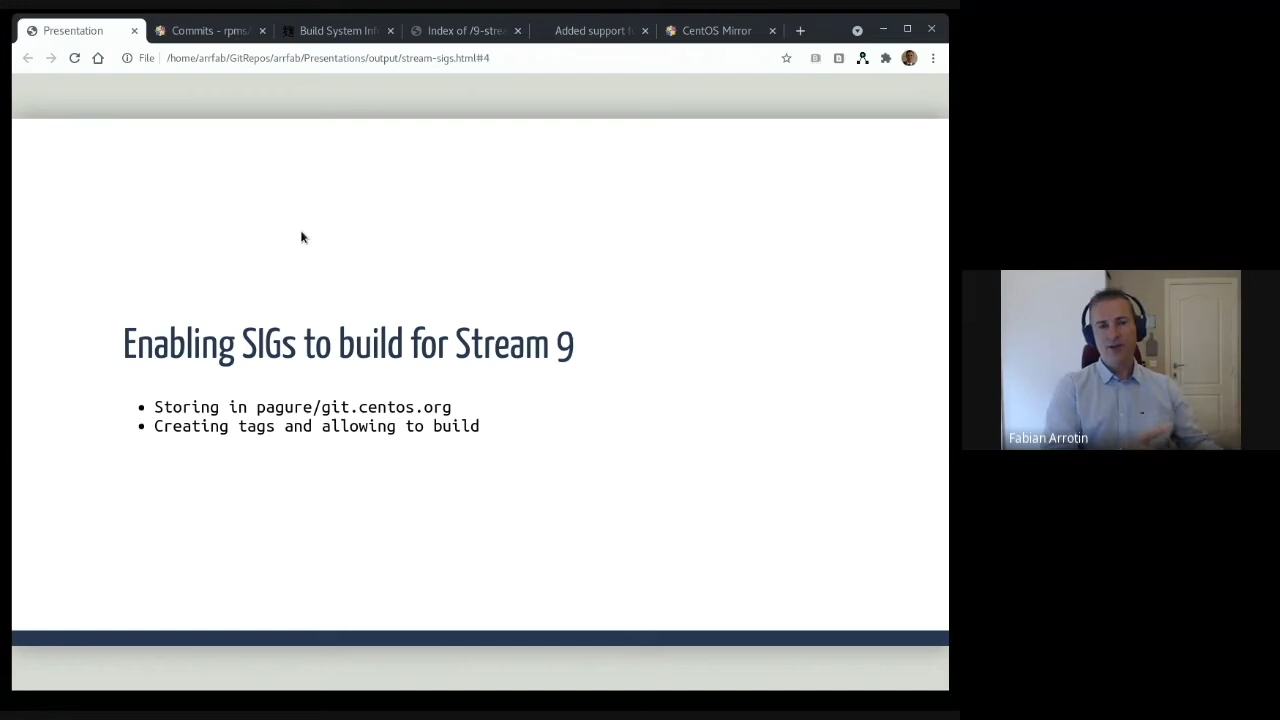 Presentation
Commits - rpms/
Build System Inf
Index of /9-strea
Added support f
CentOS Mirror
File
/home/arrfab/GitRepos/arrfab/Presentations/output/stream-sigs.html#4
Enabling SIGs to build for Stream 9
• Storing in pagure/git.centos.org
• Creating tags and allowing to build
Fabian Arrotin